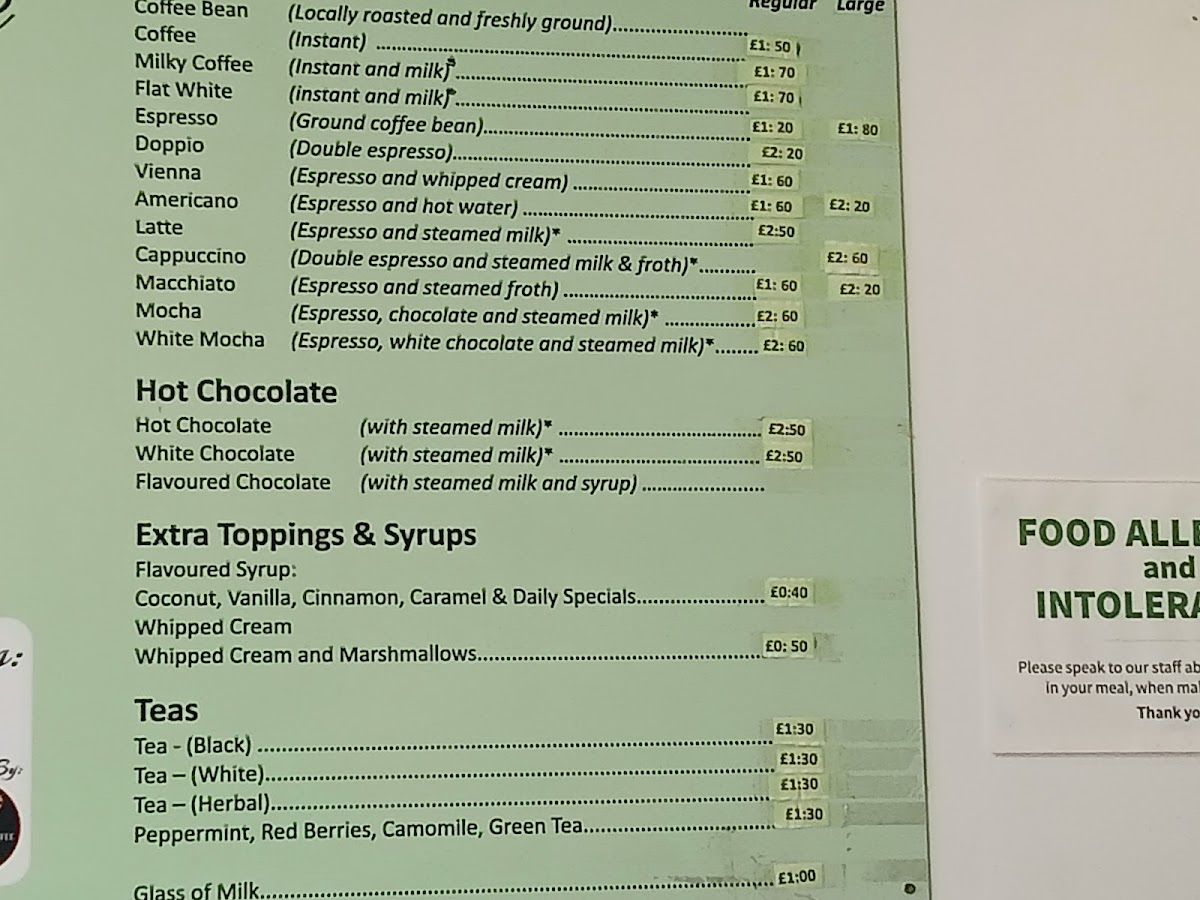 Regular Large
Coffee Bean (Locally roasted and freshly ground)
Coffee (Instant) £1: 50
Milky Coffee (Instant and milk)* £1: 70
Flat White (instant and milk)* £1: 70
Espresso (Ground coffee bean) £1: 20 £1: 80
Doppio (Double espresso) £2: 20
Vienna (Espresso and whipped cream) £1: 60
Americano (Espresso and hot water) £1: 60 £2: 20
Latte (Espresso and steamed milk)* £2:50
Cappuccino (Double espresso and steamed milk & froth)* £2: 60
Macchiato (Espresso and steamed froth) £1: 60 £2: 20
Mocha (Espresso, chocolate and steamed milk)* £2: 60
White Mocha (Espresso, white chocolate and steamed milk)* £2: 60
Hot Chocolate
Hot Chocolate (with steamed milk)* £2:50
White Chocolate (with steamed milk)* £2:50
Flavoured Chocolate (with steamed milk and syrup)
Extra Toppings & Syrups
Flavoured Syrup:
Coconut, Vanilla, Cinnamon, Caramel & Daily Specials £0:40
Whipped Cream
Whipped Cream and Marshmallows £0: 50
Teas
Tea - (Black) £1:30
Tea – (White) £1:30
Tea – (Herbal) £1:30
Peppermint, Red Berries, Camomile, Green Tea £1:30
Glass of Milk £1:00
By:
FOOD ALLE
and
INTOLERA
Please speak to our staff ab
in your meal, when ma
Thank yo